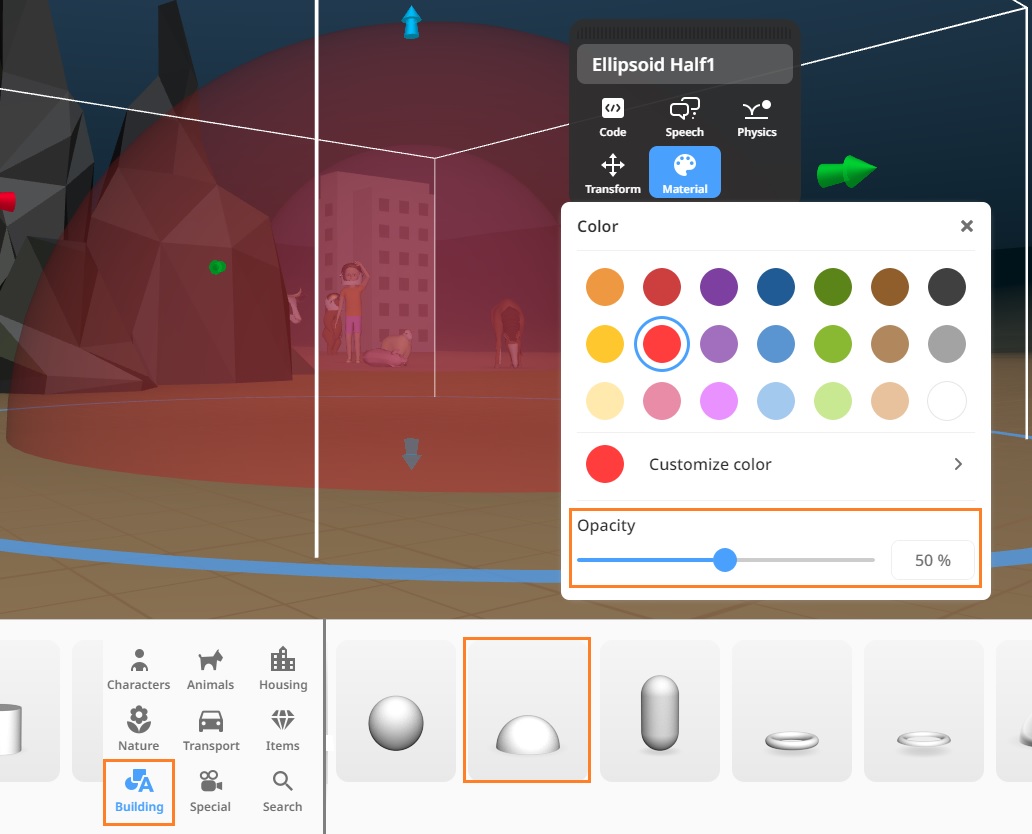 Ellipsoid Half1
Code Speech Physics
Transform Material
Color
Customize color
Opacity
50 %
Characters Animals Housing
Nature Transport Items
Building Special Search